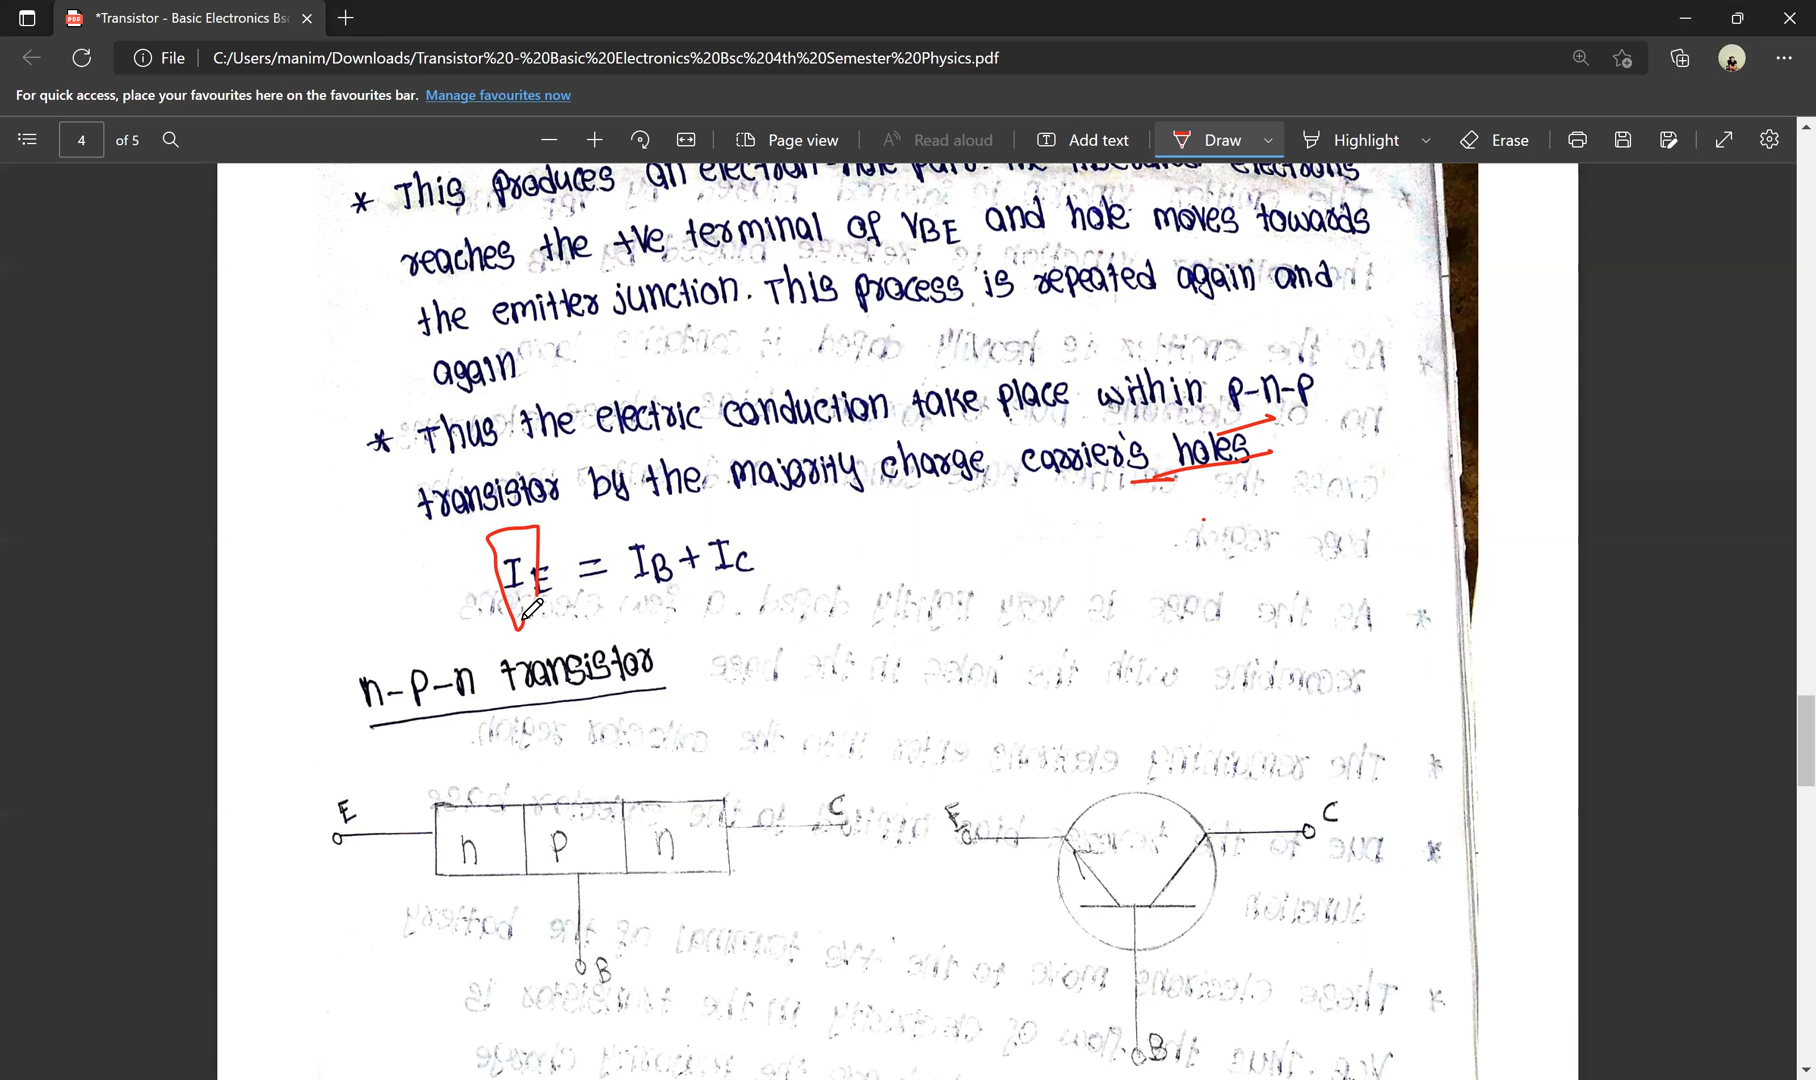 *Transistor - Basic Electronics Bsc
File
C:/Users/manim/Downloads/Transistor%20-%20Basic%20Electronics%20Bsc%204th%20Semester%20Physics.pdf
For quick access, place your favourites here on the favourites bar. Manage favourites now
4 of 5
Page view
Read aloud
Add text
Draw
Highlight
Erase
* This produces an electron-hole pair. The liberated electrons
reaches the +ve terminal of VBE and hole moves towards
the emitter junction. This process is repeated again and
again
* Thus the electric conduction take place within p-n-p
transistor by the majority charge carrier's holes
IE = IB + IC
n-p-n transistor
E n p n C
B
E C
B